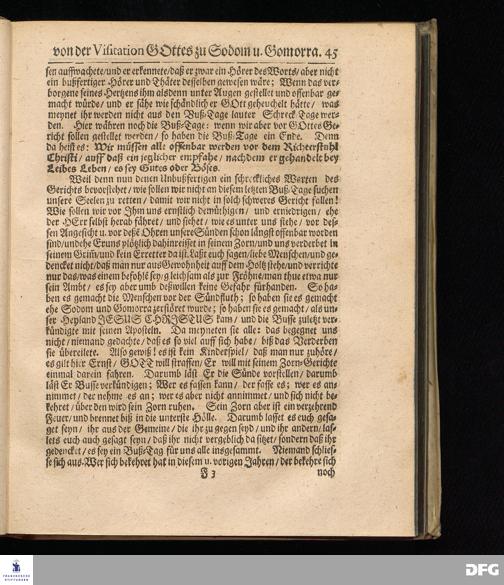 von der Visitation GOttes zu Sodom u. Gomorra. 45
sen auffwachete/und er erkennete/daß er zwar ein Hörer des Worts/ aber nicht
ein bußfertiger Hörer und Thäter desselben gewesen wäre; Wenn das ver-
borgene seines Hertzens ihm alsdenn unter Augen gestellet und offenbar ge-
macht würde/ und er sähe wie schändlich er GOtt geheuchelt hätte/ was
meynet ihr werden nicht aus den Buß-Tage lauter Schreck Tage wer-
den. Hier währen noch die Buß-Tage: wenn wir aber vor GOttes Ge-
richt sollen gestellet werden/ so haben die Buß-Tage ein Ende. Denn
da heist es: Wir müssen alle offenbar werden vor dem Richterstuhl
Christi/ auff daß ein jeglicher empfahe/ nachdem er gehandelt bey
Leibes Leben/ es sey Gutes oder Böses.
Weil denn nun denen Unbußfertigen ein schreckliches Warten des
Gerichts bevorstehet/ wie sollen wir nicht am diesem letzten Buß-Tage suchen
unsere Seelen zu retten/ damit wir nicht in solch schweres Gericht fallen!
Wie sollen wir vor Ihm uns ernstlich demüthigen/ und erniedrigen/ ehe
der HErr selbst herab fähret/ und siehet/ wie es unter uns stehe/ vor des-
sen Angesicht u. vor deß Ohren unsere Sünden schon längst offenbar worden
sind/und ehe Er uns plötzlich dahin reisset in seinem Zorn/und uns verderbet in
seinem Grim/und kein Erretter da ist. Laßt euch sagen/liebe Menschen/und ge-
dencket nicht/daß man nur aus Gewohnheit auff dem Holtz stehe/und verrichte
nur das/was einem befohlē sey gleichsam als zur Fröhne/man thue etwa nur
sein Ambt/ es sey aber umb deßwillen keine Gefahr fürhanden. So ha-
ben es gemacht die Menschen vor der Sündfluth; so haben sie es gemacht
ehe Sodom und Gomorra zerstöret wurde; so haben sie es gemacht/ als un-
ser Heyland JESUS CHRISTUS kam/ und die Busse zuletzt ver-
kündigte mit seinen Aposteln. Da meyneten sie alle: das begegnet uns
nicht/ niemand gedachte/ daß es so viel auff sich habe/ biß das Verderben
sie übereilete. Also gewiß! es ist kein Kinderspiel/ daß man nur zuhöre/
es gilt hier Ernst/ GOTT will straffen/ Er will mit seinem Zorn-Gerichte
einmal darein fahren. Darumb läst Er die Sünde vorstellen/ darumb
läst Er Busse verkündigen; Wer es fassen kann/ der fasse es; wer es an-
nimmet/ der nehme es an; wer es aber nicht annimmet/ und sich nicht be-
kehret/ über den wird sein Zorn ruhen. Sein Zorn aber ist ein verzehrend
Feuer/ und brennet biß in die unterste Hölle. Darumb lasset es euch gesa-
get seyn/ ihr aus der Gemeine/ die ihr zu gegen seyd/ und ihr andern/ las-
set es euch auch gesagt seyn/ daß ihr nicht vergeblich da sitzet/ sondern daß ihr
gedencket/ es sey ein Buß-Tag für uns alle insgesammt. Niemand schlies-
se sich aus. Wer sich bekehret hat in diesem u. vorigen Jahren/ der bekehre sich
F 3 noch
FRANCKESCHE
STIFTUNGEN
DFG